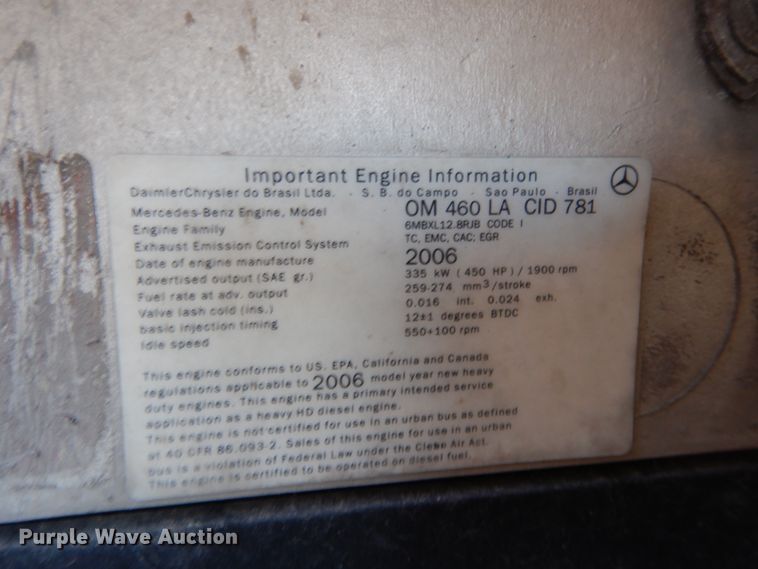 Important Engine Information
DaimlerChrysler do Brasil Ltda. - S. B. do Campo - Sao Paulo - Brasil
Mercedes-Benz Engine, Model OM 460 LA CID 781
Engine Family 6MBXL12.8RJB CODE I
Exhaust Emission Control System TC, EMC, CAC; EGR
Date of engine manufacture 2006
Advertised output (SAE gr.) 335 kW ( 450 HP) / 1900 rpm
Fuel rate at adv. output 259-274 mm³/stroke
Valve lash cold (ins.) 0.016 int. 0.024 exh.
basic injection timing 12±1 degrees BTDC
Idle speed 550+100 rpm
This engine conforms to US. EPA, California and Canada
regulations applicable to 2006 model year new heavy
duty engines. This engine has a primary intended service
application as a heavy HD diesel engine.
This engine is not certified for use in an urban bus as defined
at 40 CFR 86.093-2. Sales of this engine for use in an urban
bus is a violation of Federal Law under the Clean Air Act.
This engine is certified to be operated on diesel fuel.
Purple Wave Auction®